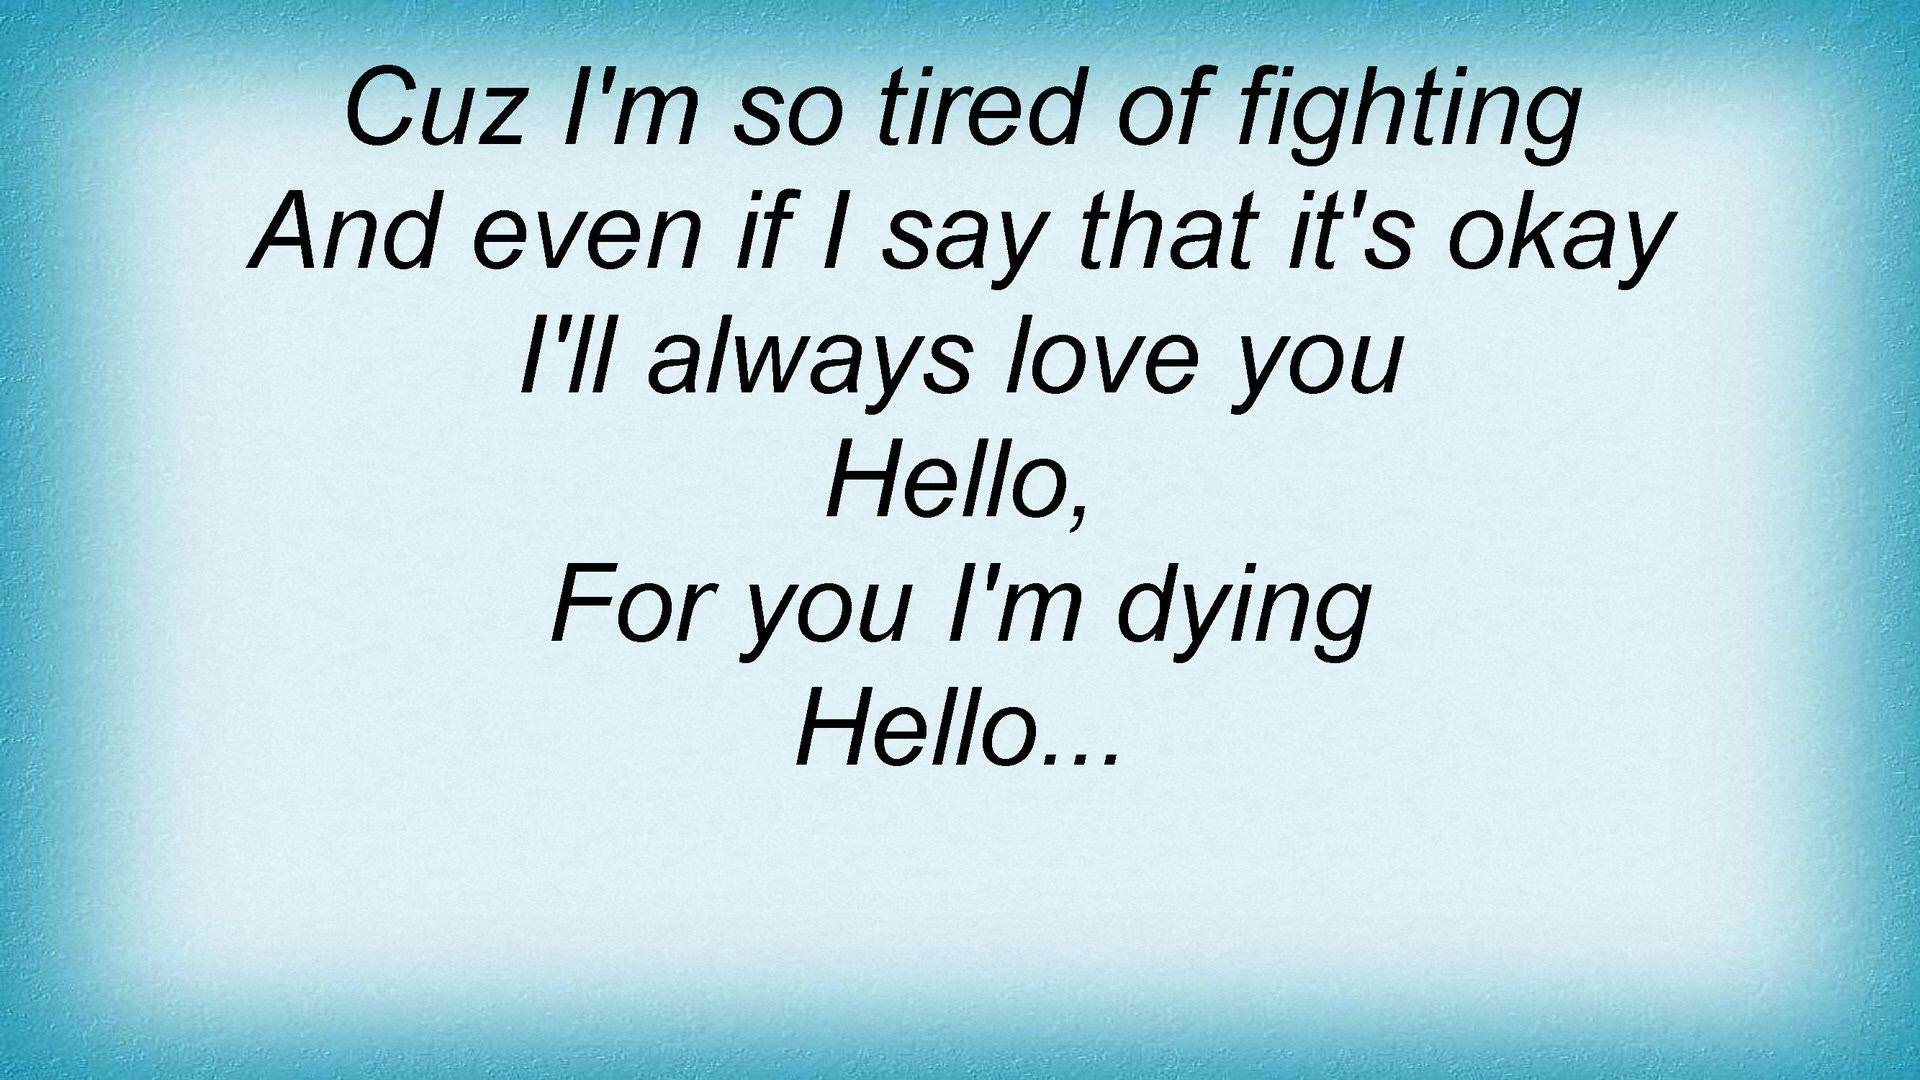 Cuz I'm so tired of fighting
And even if I say that it's okay
I'll always love you
Hello,
For you I'm dying
Hello...